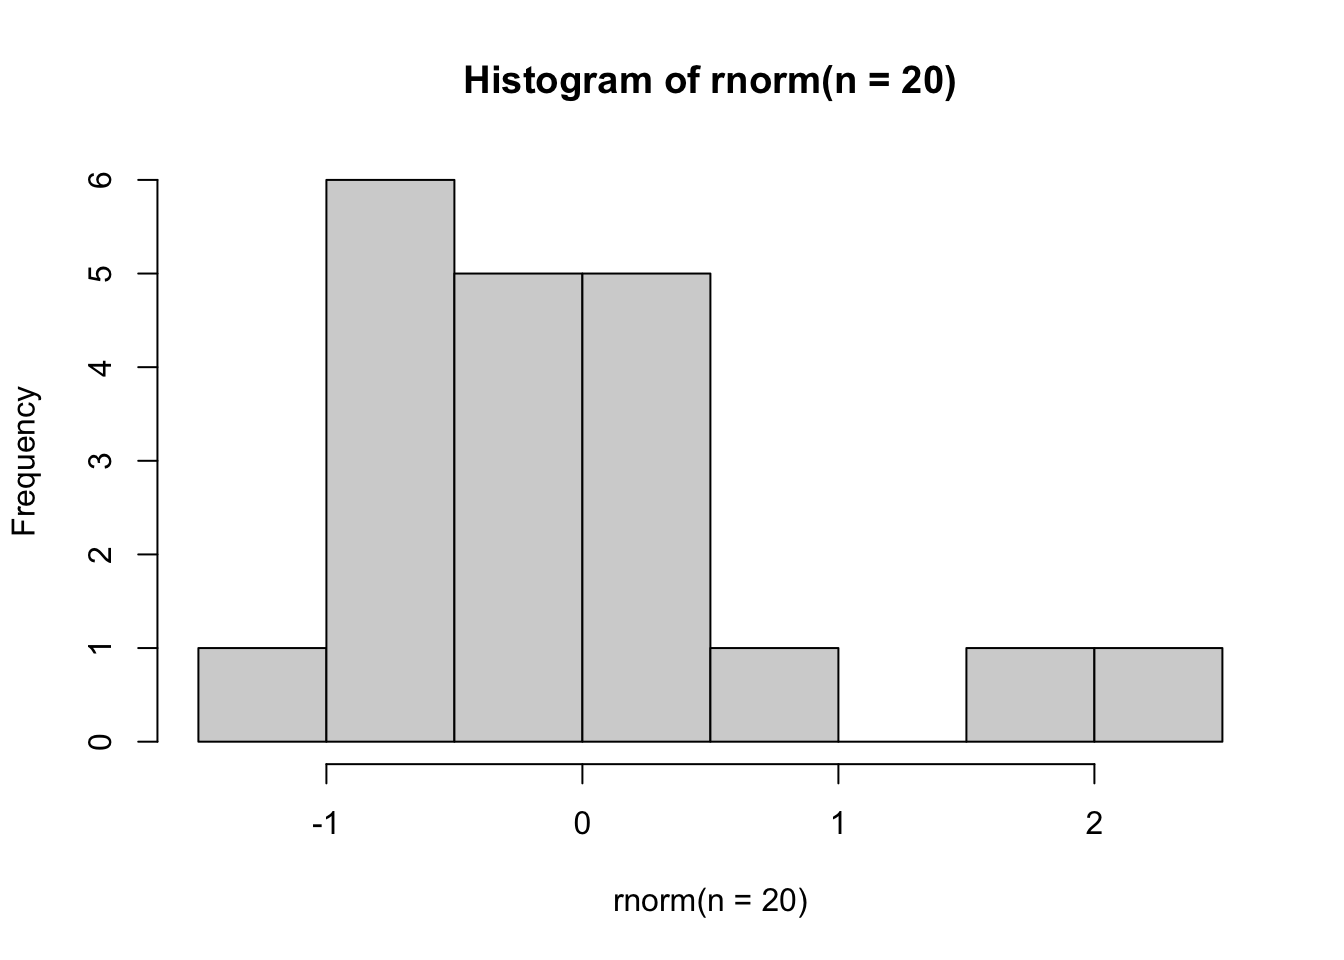 Histogram of rnorm(n = 20)
Frequency
6
5
4
3
2
1
0
-1 0 1 2
rnorm(n = 20)